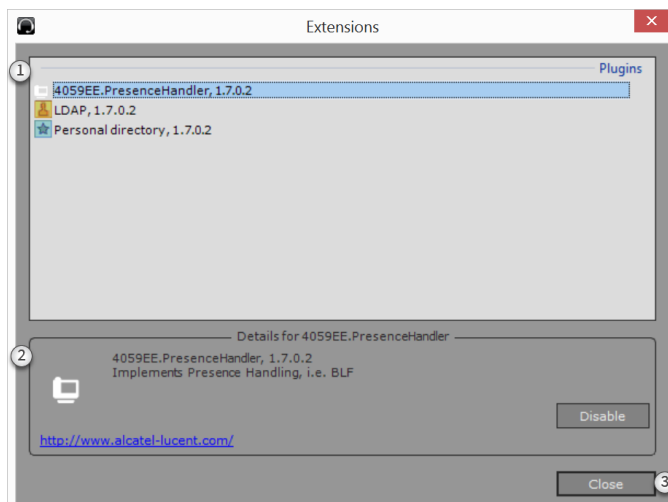 Extensions
1
Plugins
4059EE.PresenceHandler, 1.7.0.2
LDAP, 1.7.0.2
Personal directory, 1.7.0.2
Details for 4059EE.PresenceHandler
2
4059EE.PresenceHandler, 1.7.0.2
Implements Presence Handling, i.e. BLF
Disable
http://www.alcatel-lucent.com/
Close
3